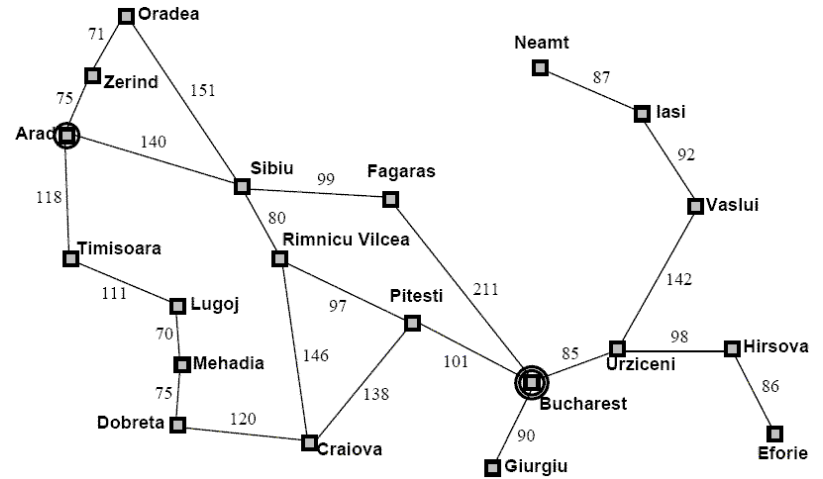 Oradea
71
Neamt
Zerind
87
75
151
Iasi
Arad
140
92
Sibiu
Fagaras
99
118
Vaslui
80
Timisoara
Rimnicu Vilcea
142
111
Lugoj
97
Pitesti
211
70
146
98
Hirsova
85
Mehadia
101
Urziceni
75
138
86
Bucharest
Dobreta
120
90
Craiova
Eforie
Giurgiu